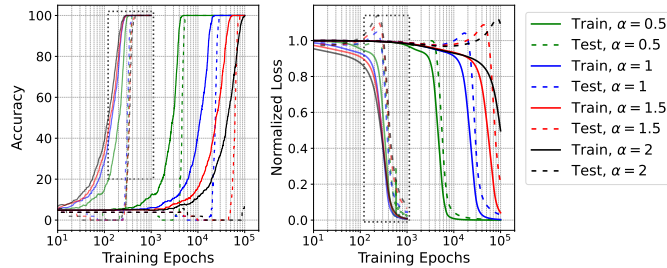 100
80
60
40
20
0
Accuracy
10^1 10^2 10^3 10^4 10^5
Training Epochs
1.0
0.8
0.6
0.4
0.2
0.0
Normalized Loss
10^1 10^2 10^3 10^4 10^5
Training Epochs
Train, α = 0.5
Test, α = 0.5
Train, α = 1
Test, α = 1
Train, α = 1.5
Test, α = 1.5
Train, α = 2
Test, α = 2